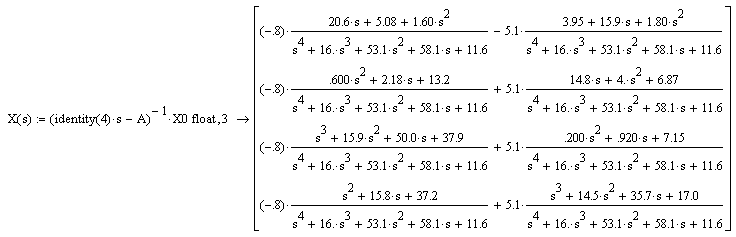 X(s) := (identity(4)·s − A)^−1·X0 float,3 →
(−.8)·(20.6·s + 5.08 + 1.60·s^2)/(s^4 + 16.·s^3 + 53.1·s^2 + 58.1·s + 11.6) − 5.1·(3.95 + 15.9·s + 1.80·s^2)/(s^4 + 16.·s^3 + 53.1·s^2 + 58.1·s + 11.6)
(−.8)·(.600·s^2 + 2.18·s + 13.2)/(s^4 + 16.·s^3 + 53.1·s^2 + 58.1·s + 11.6) + 5.1·(14.8·s + 4.·s^2 + 6.87)/(s^4 + 16.·s^3 + 53.1·s^2 + 58.1·s + 11.6)
(−.8)·(s^3 + 15.9·s^2 + 50.0·s + 37.9)/(s^4 + 16.·s^3 + 53.1·s^2 + 58.1·s + 11.6) + 5.1·(.200·s^2 + .920·s + 7.15)/(s^4 + 16.·s^3 + 53.1·s^2 + 58.1·s + 11.6)
(−.8)·(s^2 + 15.8·s + 37.2)/(s^4 + 16.·s^3 + 53.1·s^2 + 58.1·s + 11.6) + 5.1·(s^3 + 14.5·s^2 + 35.7·s + 17.0)/(s^4 + 16.·s^3 + 53.1·s^2 + 58.1·s + 11.6)